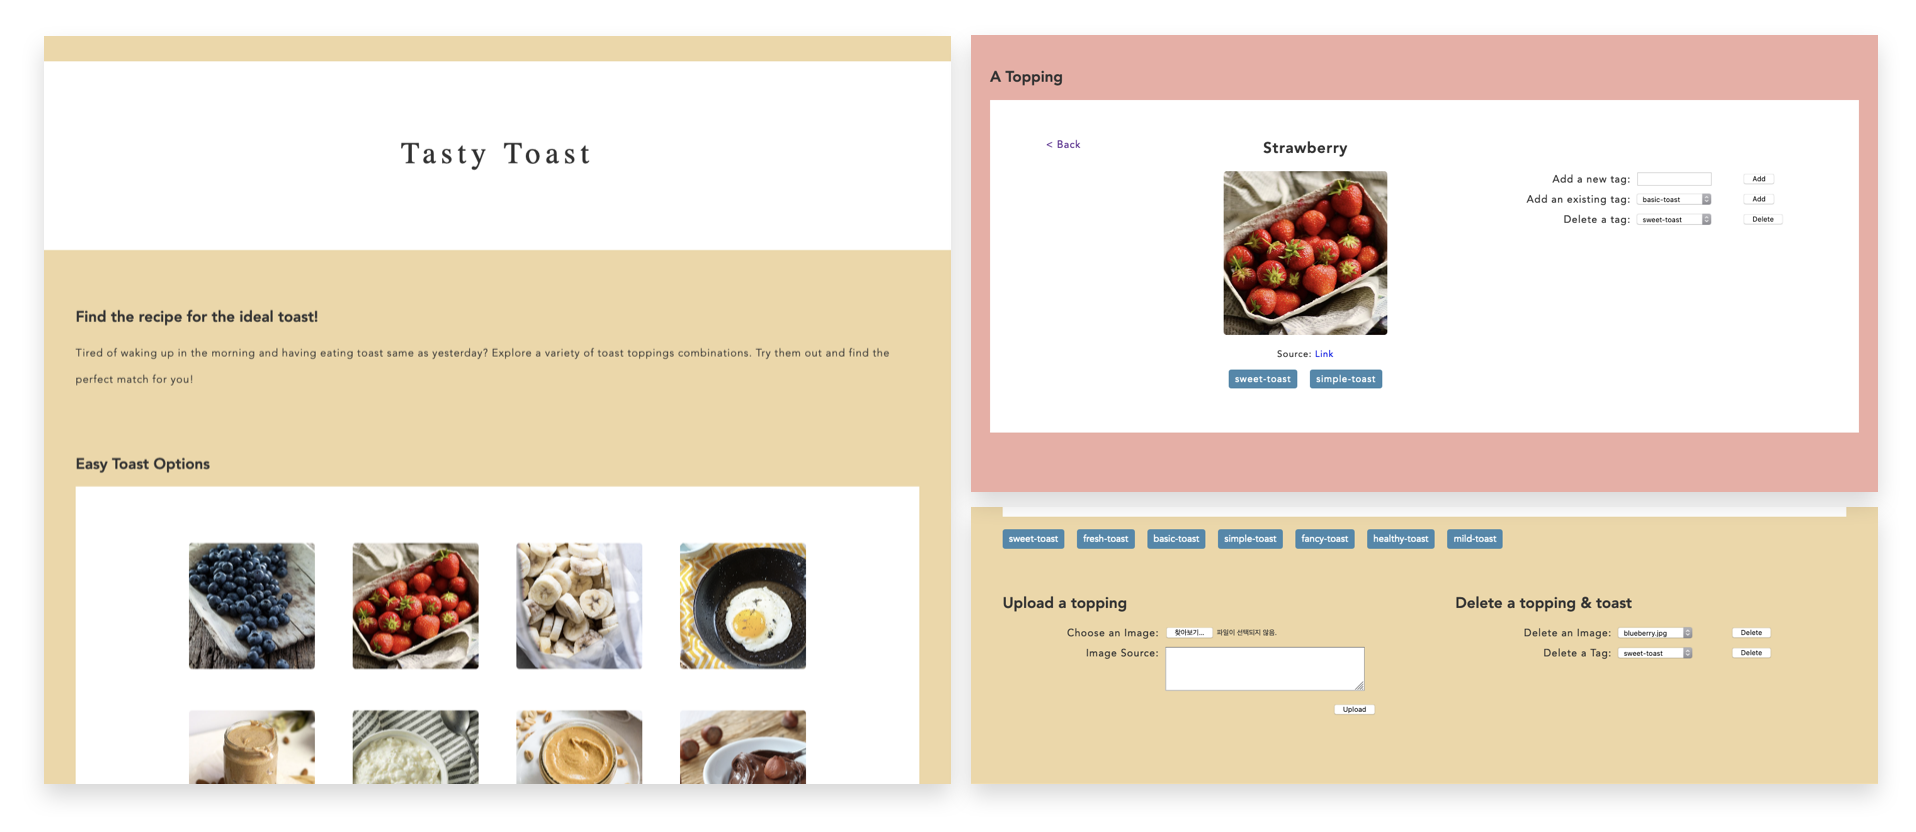 Tasty Toast
Find the recipe for the ideal toast!
Tired of waking up in the morning and having eating toast same as yesterday? Explore a variety of toast toppings combinations. Try them out and find the
perfect match for you!
Easy Toast Options
A Topping
< Back
Strawberry
Add a new tag: Add
Add an existing tag: basic-toast Add
Delete a tag: sweet-toast Delete
Source: Link
sweet-toast simple-toast
sweet-toast fresh-toast basic-toast simple-toast fancy-toast healthy-toast mild-toast
Upload a topping
Choose an Image: 찾아보기... 파일이 선택되지 않음.
Image Source:
Upload
Delete a topping & toast
Delete an Image: blueberry.jpg Delete
Delete a Tag: sweet-toast Delete